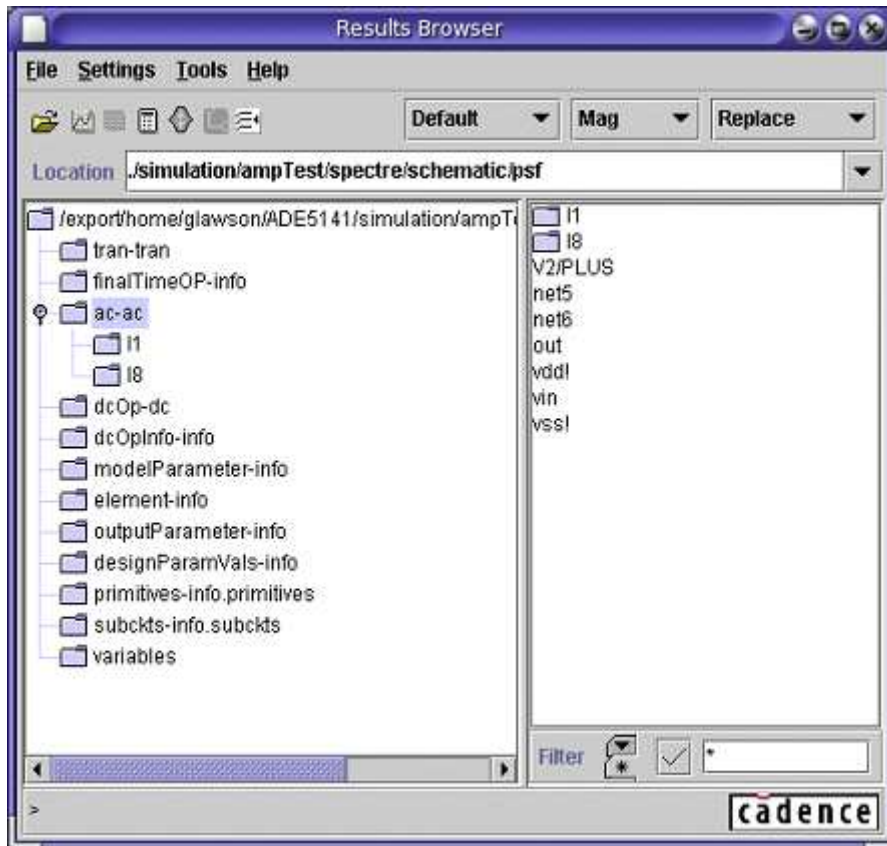 Results Browser
File Settings Tools Help
Default Mag Replace
Location ./simulation/ampTest/spectre/schematic/psf
/export/home/glawson/ADE5141/simulation/ampTe
tran-tran
finalTimeOP-info
ac-ac
I1
I8
dcOp-dc
dcOpInfo-info
modelParameter-info
element-info
outputParameter-info
designParamVals-info
primitives-info.primitives
subckts-info.subckts
variables
I1
I8
V2/PLUS
net5
net6
out
vdd!
vin
vss!
Filter *
>
cādence